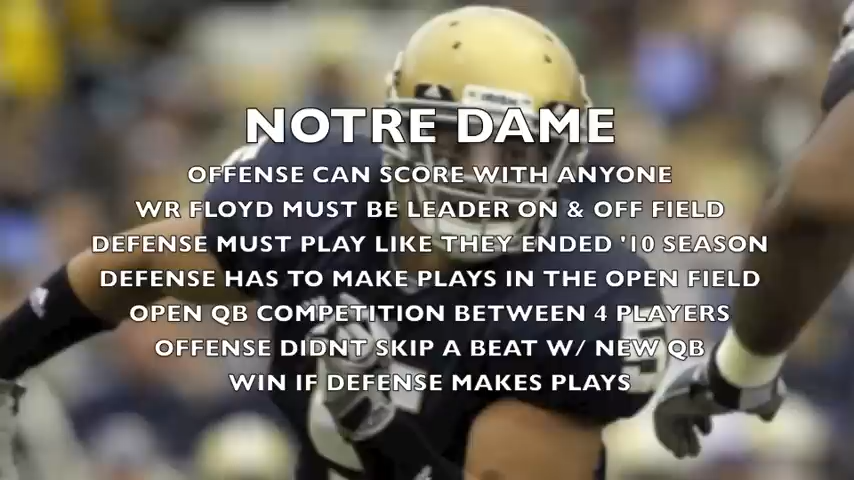 NOTRE DAME
OFFENSE CAN SCORE WITH ANYONE
WR FLOYD MUST BE LEADER ON & OFF FIELD
DEFENSE MUST PLAY LIKE THEY ENDED '10 SEASON
DEFENSE HAS TO MAKE PLAYS IN THE OPEN FIELD
OPEN QB COMPETITION BETWEEN 4 PLAYERS
OFFENSE DIDNT SKIP A BEAT W/ NEW QB
WIN IF DEFENSE MAKES PLAYS
5